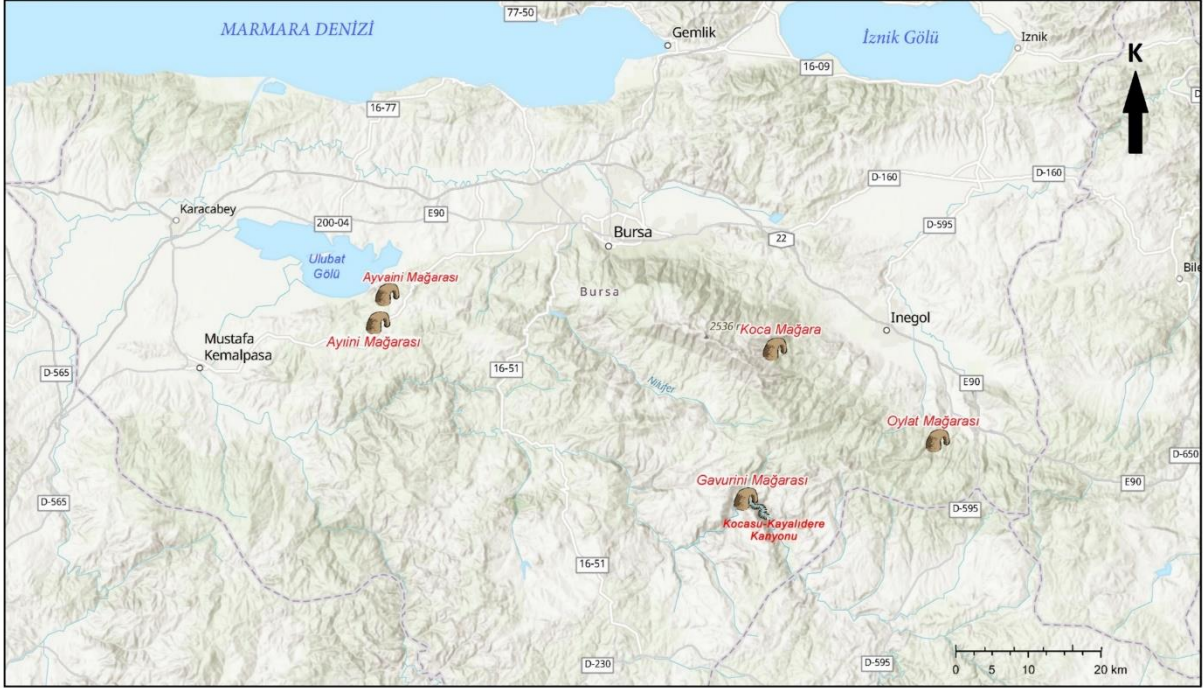 77-50
MARMARA DENİZİ
Gemlik
İznik Gölü
Iznik
K
16-09
16-77
D-160
D-160
Karacabey
200-04
E90
D-595
Bursa
22
Ulubat
Gölü
Ayvaini Mağarası
Bile
Bursa
Inegol
2536
Koca Mağara
Ayıini Mağarası
Mustafa
Kemalpasa
D-565
16-51
Nilüfer
E90
Oylat Mağarası
D-650
Gavurini Mağarası
E90
D-565
D-595
Kocasu-Kayalıdere
Kanyonu
16-51
D-230
D-595
0 5 10 20 km